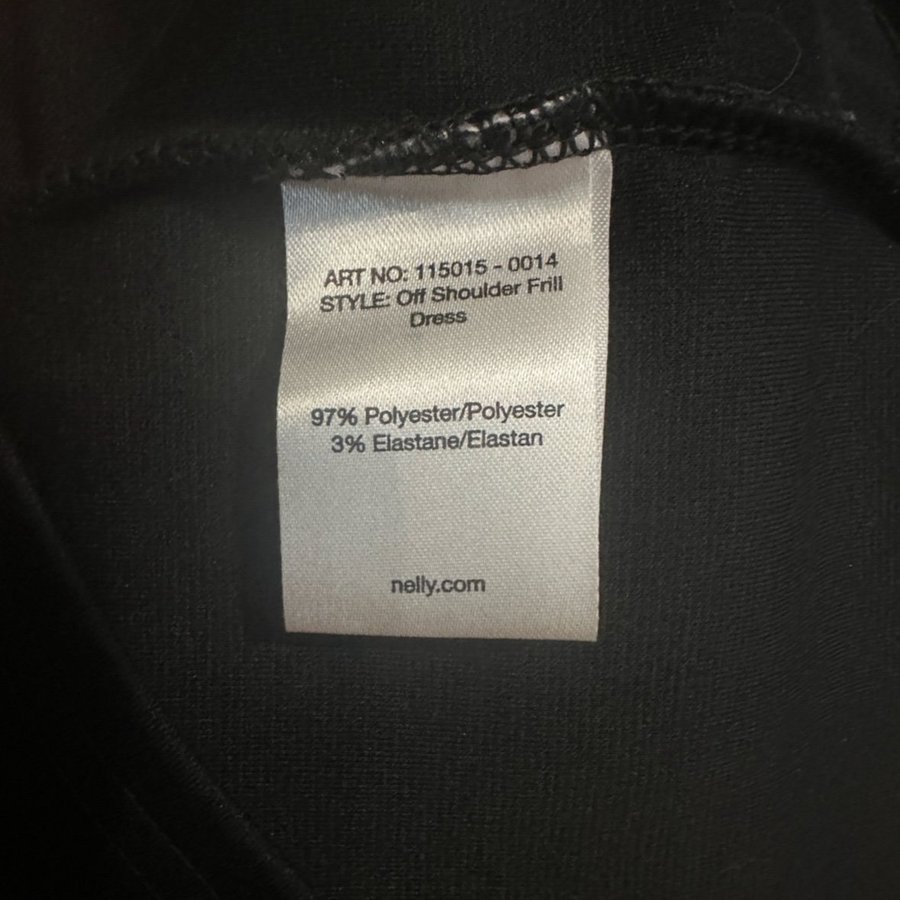 ART NO: 115015 - 0014
STYLE: Off Shoulder Frill
Dress
97% Polyester/Polyester
3% Elastane/Elastan
nelly.com